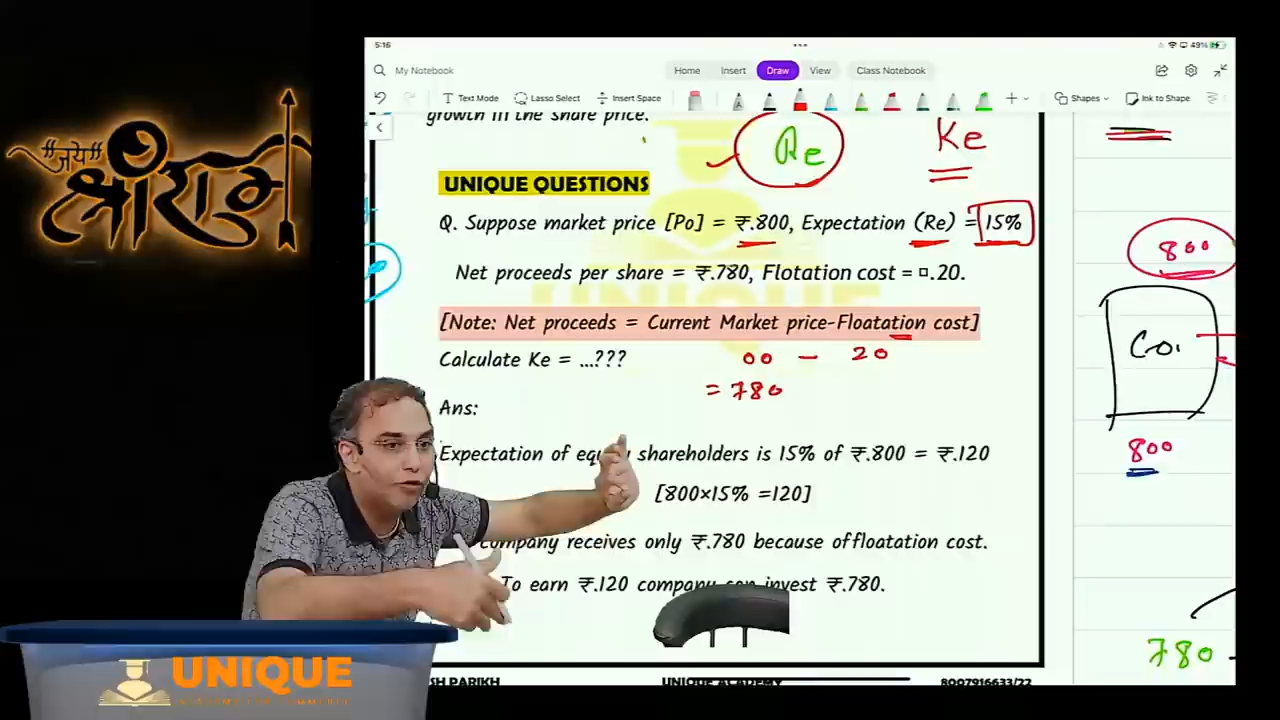 5:16
49%
My Notebook
Home Insert Draw View Class Notebook
Text Mode Lasso Select Insert Space Shapes Ink to Shape
growth in the share price.
Re Ke
"जय" श्री राम
UNIQUE QUESTIONS
Q. Suppose market price [Po] = ₹.800, Expectation (Re) = 15%
800
Net proceeds per share = ₹.780, Flotation cost = ¤.20.
[Note: Net proceeds = Current Market price-Floatation cost]
Co.
Calculate Ke = ...???
00 - 20
= 780
Ans:
800
Expectation of equ shareholders is 15% of ₹.800 = ₹.120
[800×15% =120]
company receives only ₹.780 because offloatation cost.
To earn ₹.120 company can invest ₹.780.
780
UNIQUE
UNIQUE
PARIKH UNIQUE ACADEMY 8007916633/22